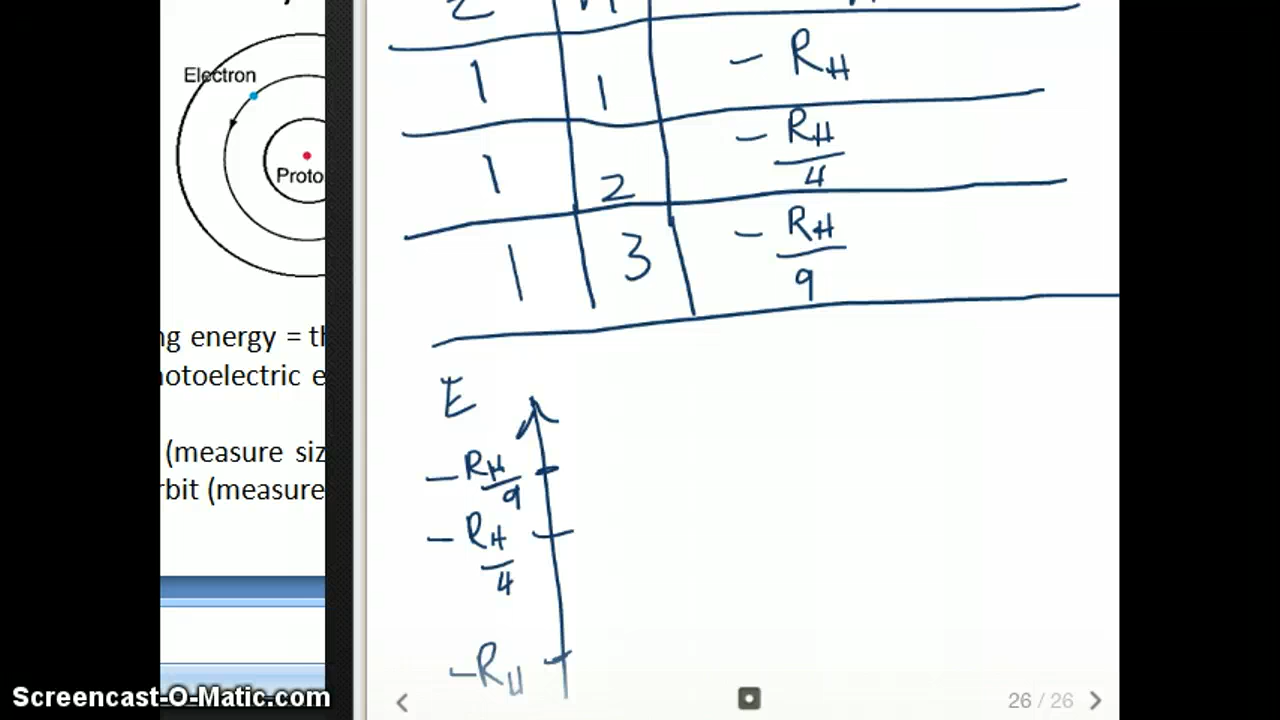 Electron
Proto
ng energy = th
notoelectric e
(measure siz
rbit (measure
1 1 - R_H
1 2 - R_H/4
1 3 - R_H/9
E
- R_H/9
- R_H/4
- R_H
26 / 26
Screencast-O-Matic.com